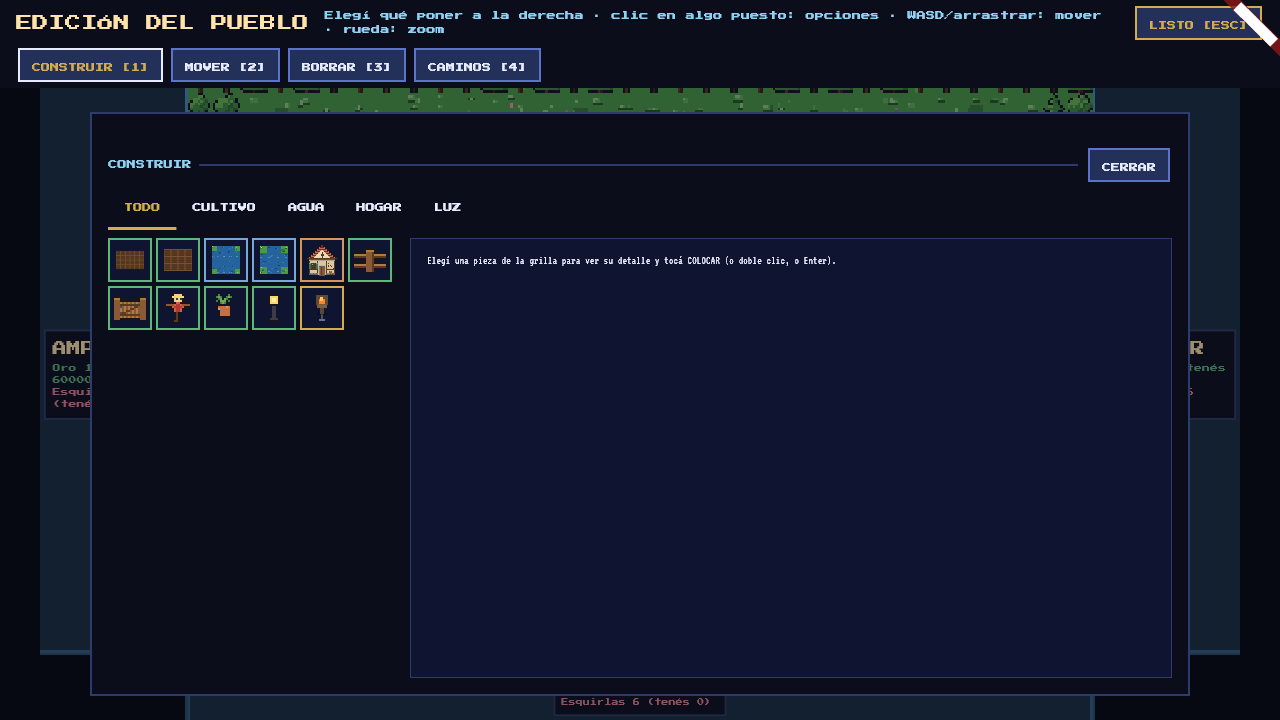 EDICIóN DEL PUEBLO
Elegí qué poner a la derecha · clic en algo puesto: opciones · WASD/arrastrar: mover
· rueda: zoom
LISTO [ESC]
CONSTRUIR [1]
MOVER [2]
BORRAR [3]
CAMINOS [4]
CONSTRUIR
CERRAR
TODO
CULTIVO
AGUA
HOGAR
LUZ
Elegí una pieza de la grilla para ver su detalle y tocá COLOCAR (o doble clic, o Enter).
AMP
Oro 1
60000
Esqui
(tené
R
tenés
Esquirlas 6 (tenés 0)